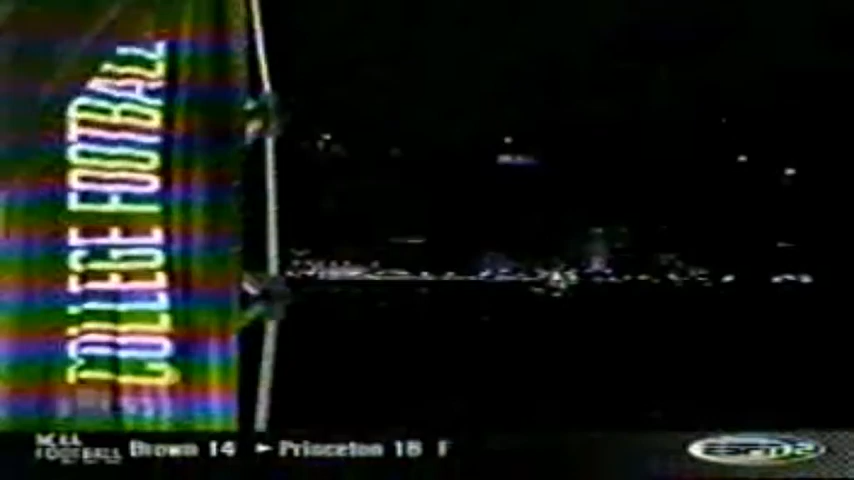 COLLEGE FOOTBALL
NCAA
FOOTBALL
Brown 14 ► Princeton 18 F
ESPN2